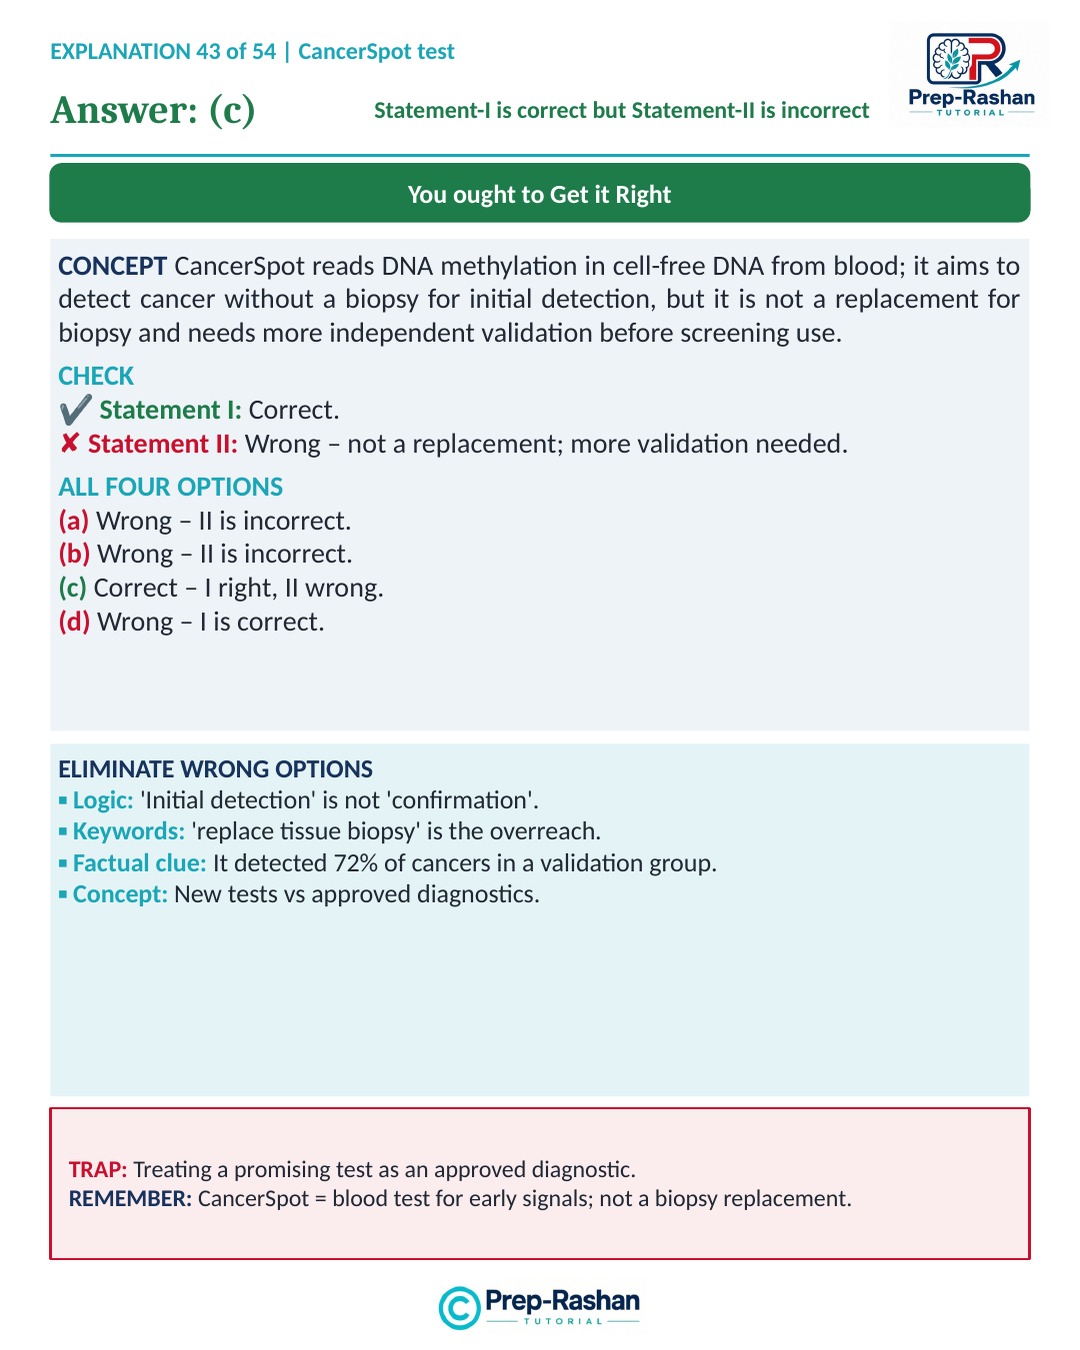 EXPLANATION 43 of 54 | CancerSpot test
Prep-Rashan
TUTORIAL
Answer: (c)
Statement-I is correct but Statement-II is incorrect
You ought to Get it Right
CONCEPT CancerSpot reads DNA methylation in cell-free DNA from blood; it aims to
detect cancer without a biopsy for initial detection, but it is not a replacement for
biopsy and needs more independent validation before screening use.
CHECK
✔ Statement I: Correct.
✘ Statement II: Wrong – not a replacement; more validation needed.
ALL FOUR OPTIONS
(a) Wrong – II is incorrect.
(b) Wrong – II is incorrect.
(c) Correct – I right, II wrong.
(d) Wrong – I is correct.
ELIMINATE WRONG OPTIONS
▪ Logic: 'Initial detection' is not 'confirmation'.
▪ Keywords: 'replace tissue biopsy' is the overreach.
▪ Factual clue: It detected 72% of cancers in a validation group.
▪ Concept: New tests vs approved diagnostics.
TRAP: Treating a promising test as an approved diagnostic.
REMEMBER: CancerSpot = blood test for early signals; not a biopsy replacement.
© Prep-Rashan
TUTORIAL